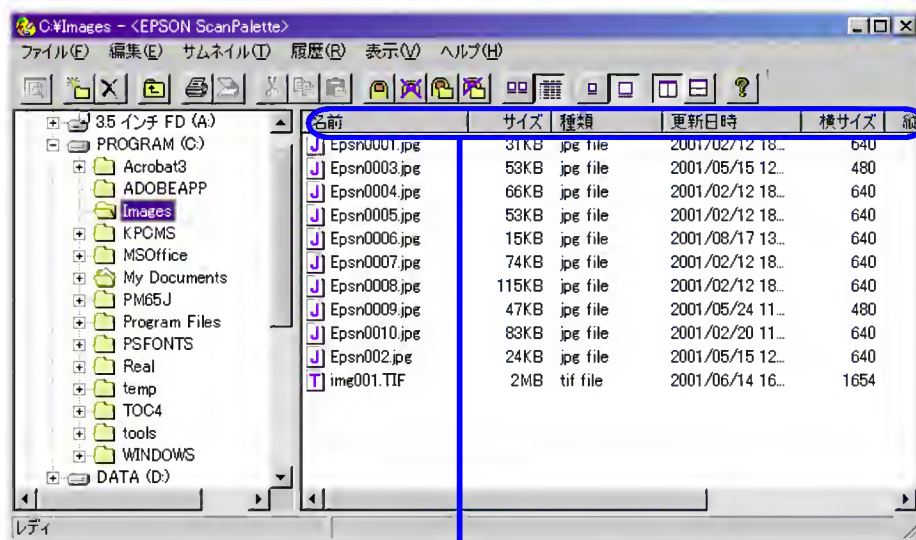 C:¥Images - <EPSON ScanPalette>
ファイル(F) 編集(E) サムネイル(T) 履歴(R) 表示(V) ヘルプ(H)
3.5 インチ FD (A:)
PROGRAM (C:)
Acrobat3
ADOBEAPP
Images
KPCMS
MSOffice
My Documents
PM65J
Program Files
PSFONTS
Real
temp
TOC4
tools
WINDOWS
DATA (D:)
名前 サイズ 種類 更新日時 横サイズ 縦
Epsn0001.jpg 31KB jpg file 2001/02/12 18... 640
Epsn0003.jpg 53KB jpg file 2001/05/15 12... 480
Epsn0004.jpg 66KB jpg file 2001/02/12 18... 640
Epsn0005.jpg 53KB jpg file 2001/02/12 18... 640
Epsn0006.jpg 15KB jpg file 2001/08/17 13... 640
Epsn0007.jpg 74KB jpg file 2001/02/12 18... 640
Epsn0008.jpg 115KB jpg file 2001/02/12 18... 640
Epsn0009.jpg 47KB jpg file 2001/05/24 11... 480
Epsn0010.jpg 83KB jpg file 2001/02/20 11... 640
Epsn002.jpg 24KB jpg file 2001/05/15 12... 640
img001.TIF 2MB tif file 2001/06/14 16... 1654
レディ